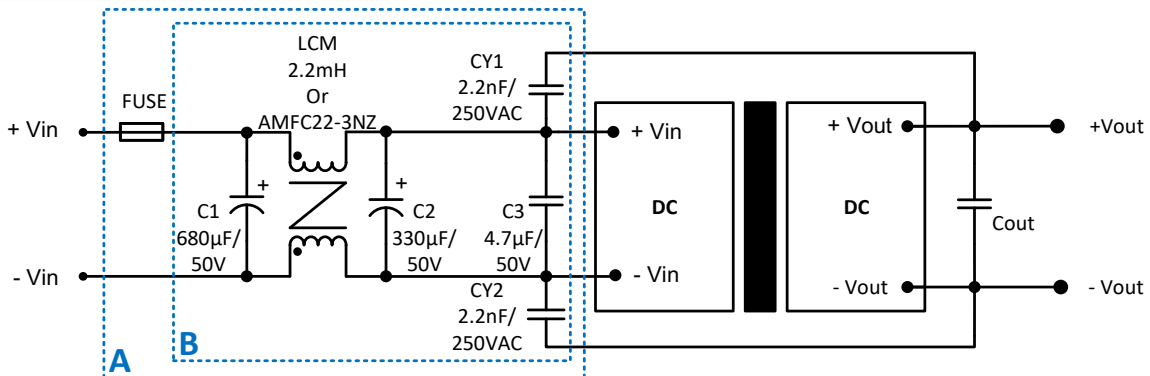 LCM
2.2mH
Or
AMFC22-3NZ
CY1
2.2nF/
250VAC
FUSE
+ Vin
+ Vin
+ Vout
+Vout
C1
680µF/
50V
C2
330µF/
50V
C3
4.7µF/
50V
DC
DC
Cout
- Vin
- Vin
- Vout
- Vout
CY2
2.2nF/
250VAC
A
B